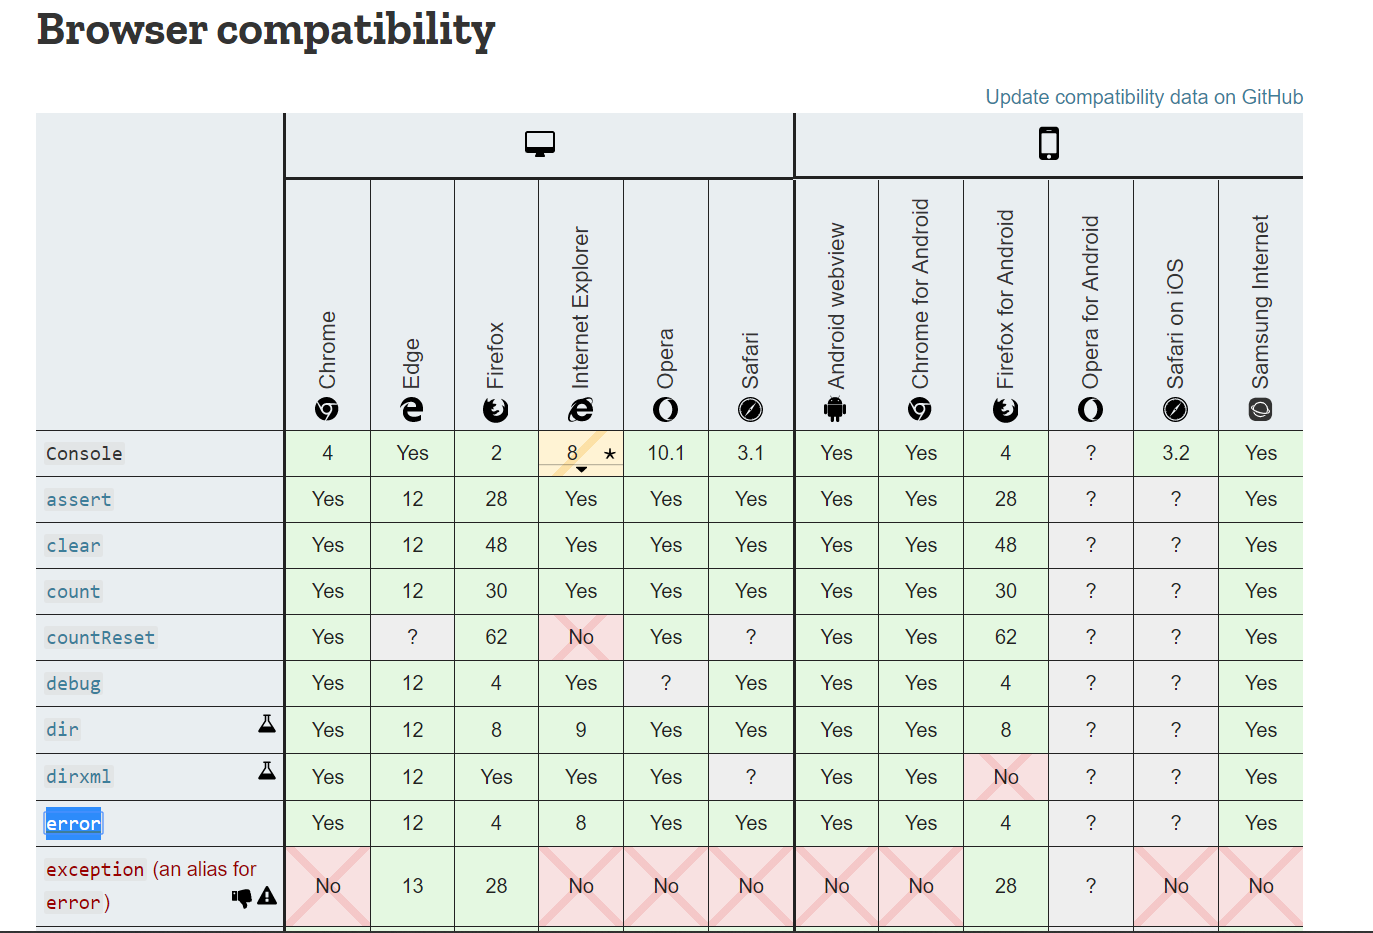 Browser compatibility
Update compatibility data on GitHub
Chrome Edge Firefox Internet Explorer Opera Safari Android webview Chrome for Android Firefox for Android Opera for Android Safari on iOS Samsung Internet
Console 4 Yes 2 8 ★ 10.1 3.1 Yes Yes 4 ? 3.2 Yes
assert Yes 12 28 Yes Yes Yes Yes Yes 28 ? ? Yes
clear Yes 12 48 Yes Yes Yes Yes Yes 48 ? ? Yes
count Yes 12 30 Yes Yes Yes Yes Yes 30 ? ? Yes
countReset Yes ? 62 No Yes ? Yes Yes 62 ? ? Yes
debug Yes 12 4 Yes ? Yes Yes Yes 4 ? ? Yes
dir Yes 12 8 9 Yes Yes Yes Yes 8 ? ? Yes
dirxml Yes 12 Yes Yes Yes ? Yes Yes No ? ? Yes
error Yes 12 4 8 Yes Yes Yes Yes 4 ? ? Yes
exception (an alias for
error) No 13 28 No No No No No 28 ? No No